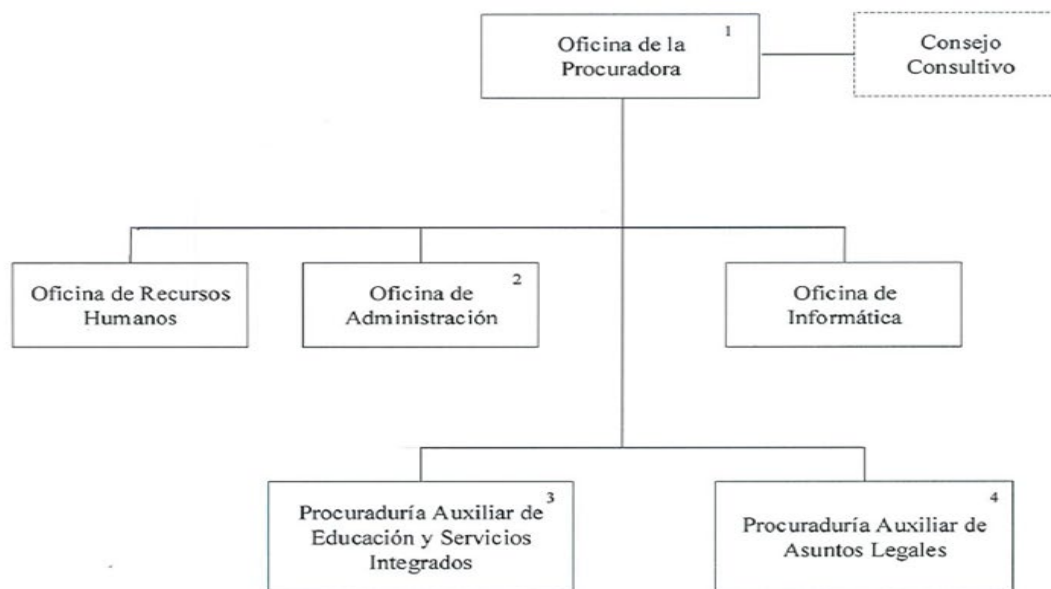 Oficina de la 1
Procuradora
Consejo
Consultivo
Oficina de Recursos
Humanos
Oficina de 2
Administración
Oficina de
Informática
Procuraduría Auxiliar de 3
Educación y Servicios
Integrados
4
Procuraduría Auxiliar de
Asuntos Legales